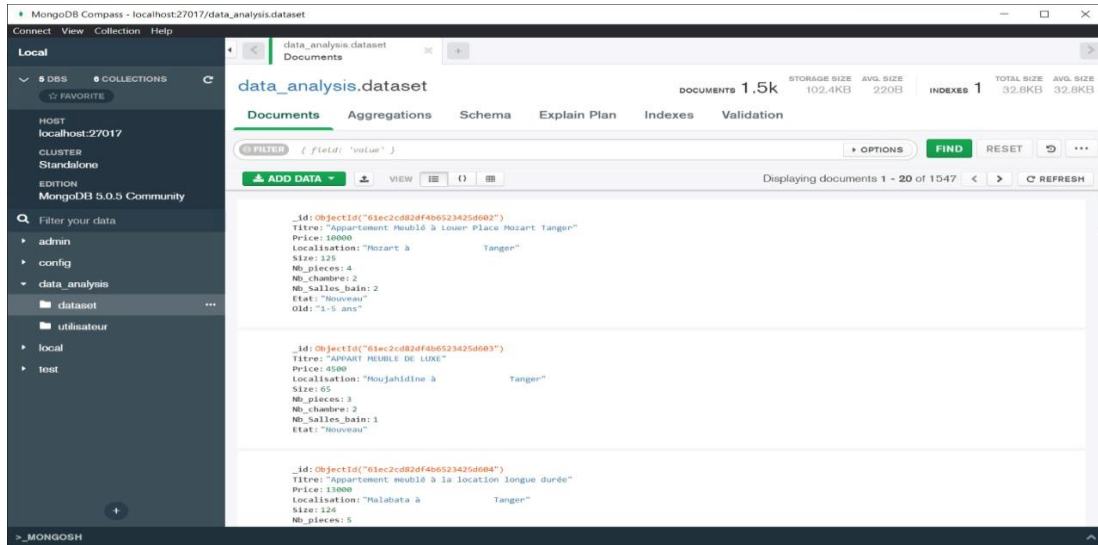 MongoDB Compass - localhost:27017/data_analysis.dataset
Connect View Collection Help
Local
5 DBS 6 COLLECTIONS
FAVORITE
HOST
localhost:27017
CLUSTER
Standalone
EDITION
MongoDB 5.0.5 Community
Filter your data
admin
config
data_analysis
dataset
utilisateur
local
test
>_MONGOSH
data_analysis.dataset
Documents
data_analysis.dataset
DOCUMENTS 1.5k STORAGE SIZE 102.4KB AVG. SIZE 220B INDEXES 1 TOTAL SIZE 32.8KB AVG. SIZE 32.8KB
Documents Aggregations Schema Explain Plan Indexes Validation
FILTER { field: 'value' } OPTIONS FIND RESET ...
ADD DATA VIEW {} Displaying documents 1 - 20 of 1547 < > REFRESH
_id: ObjectId("61ec2cd82df4b6523425d602")
Titre: "Appartement Meublé à Louer Place Mozart Tanger"
Price: 10000
Localisation: "Mozart à Tanger"
Size: 125
Nb_pieces: 4
Nb_chambre: 2
Nb_Salles_bain: 2
Etat: "Nouveau"
Old: "1-5 ans"
_id: ObjectId("61ec2cd82df4b6523425d603")
Titre: "APPART MEUBLE DE LUXE"
Price: 4500
Localisation: "Moujahidine à Tanger"
Size: 65
Nb_pieces: 3
Nb_chambre: 2
Nb_Salles_bain: 1
Etat: "Nouveau"
_id: ObjectId("61ec2cd82df4b6523425d604")
Titre: "Appartement meublé à la location longue durée"
Price: 13000
Localisation: "Malabata à Tanger"
Size: 124
Nb_pieces: 5